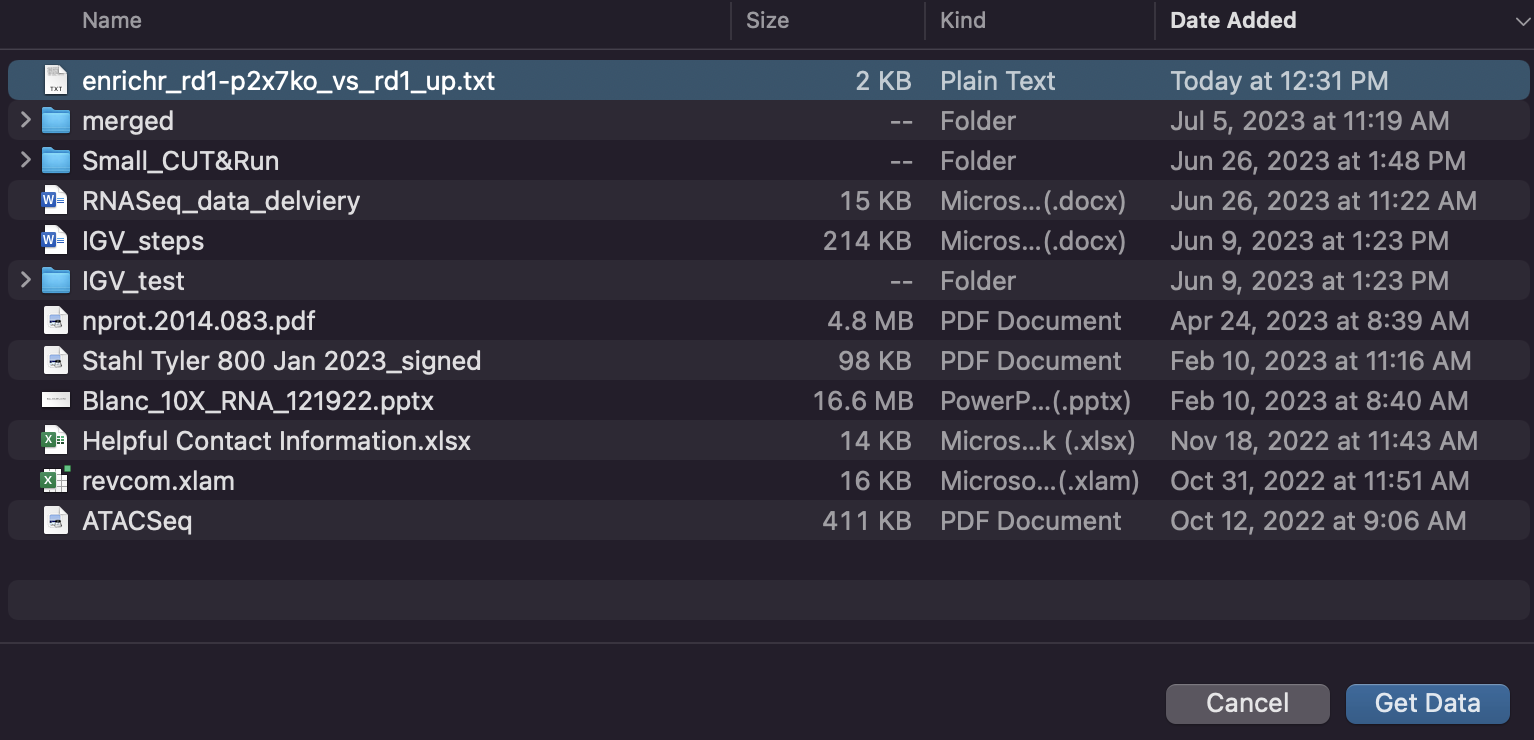 Name Size Kind Date Added
enrichr_rd1-p2x7ko_vs_rd1_up.txt 2 KB Plain Text Today at 12:31 PM
merged -- Folder Jul 5, 2023 at 11:19 AM
Small_CUT&Run -- Folder Jun 26, 2023 at 1:48 PM
RNASeq_data_delviery 15 KB Micros...(.docx) Jun 26, 2023 at 11:22 AM
IGV_steps 214 KB Micros...(.docx) Jun 9, 2023 at 1:23 PM
IGV_test -- Folder Jun 9, 2023 at 1:23 PM
nprot.2014.083.pdf 4.8 MB PDF Document Apr 24, 2023 at 8:39 AM
Stahl Tyler 800 Jan 2023_signed 98 KB PDF Document Feb 10, 2023 at 11:16 AM
Blanc_10X_RNA_121922.pptx 16.6 MB PowerP...(.pptx) Feb 10, 2023 at 8:40 AM
Helpful Contact Information.xlsx 14 KB Micros...k (.xlsx) Nov 18, 2022 at 11:43 AM
revcom.xlam 16 KB Microso...(.xlam) Oct 31, 2022 at 11:51 AM
ATACSeq 411 KB PDF Document Oct 12, 2022 at 9:06 AM
Cancel Get Data